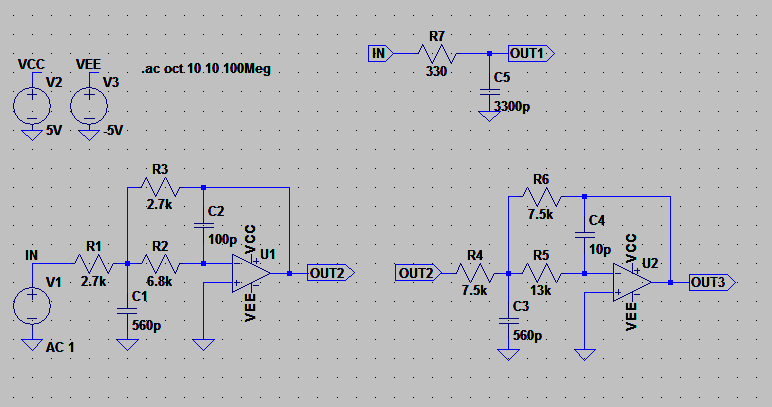 R7
IN
OUT1
330
C5
3300p
VCC
VEE
.ac oct 10 10 100Meg
V2
V3
5V
-5V
R3
2.7k
C2
100p
VCC
U1
IN
R1
R2
2.7k
6.8k
OUT2
V1
C1
560p
VEE
AC 1
R6
7.5k
C4
10p
VCC
U2
OUT2
R4
R5
7.5k
13k
OUT3
C3
560p
VEE